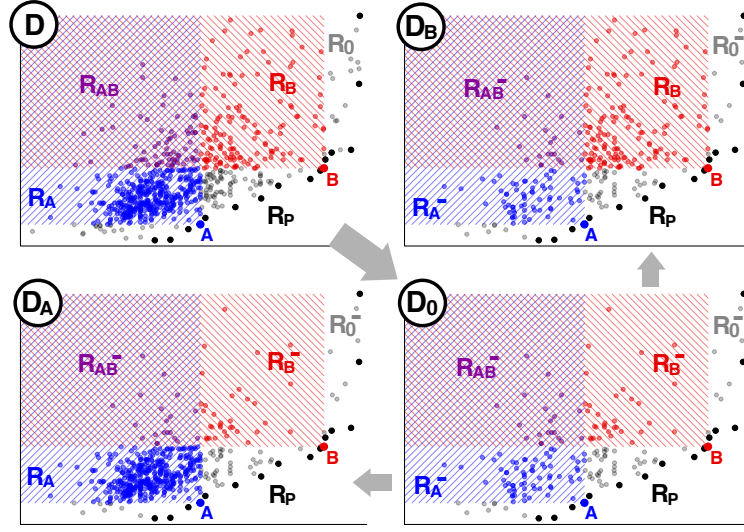 D
R0
RAB
RB
RA
B
RP
A
DB
R0-
RAB-
RB
RA-
B
RP
A
DA
R0-
RAB-
RB-
RA
B
RP
A
D0
R0-
RAB-
RB-
RA-
B
RP
A